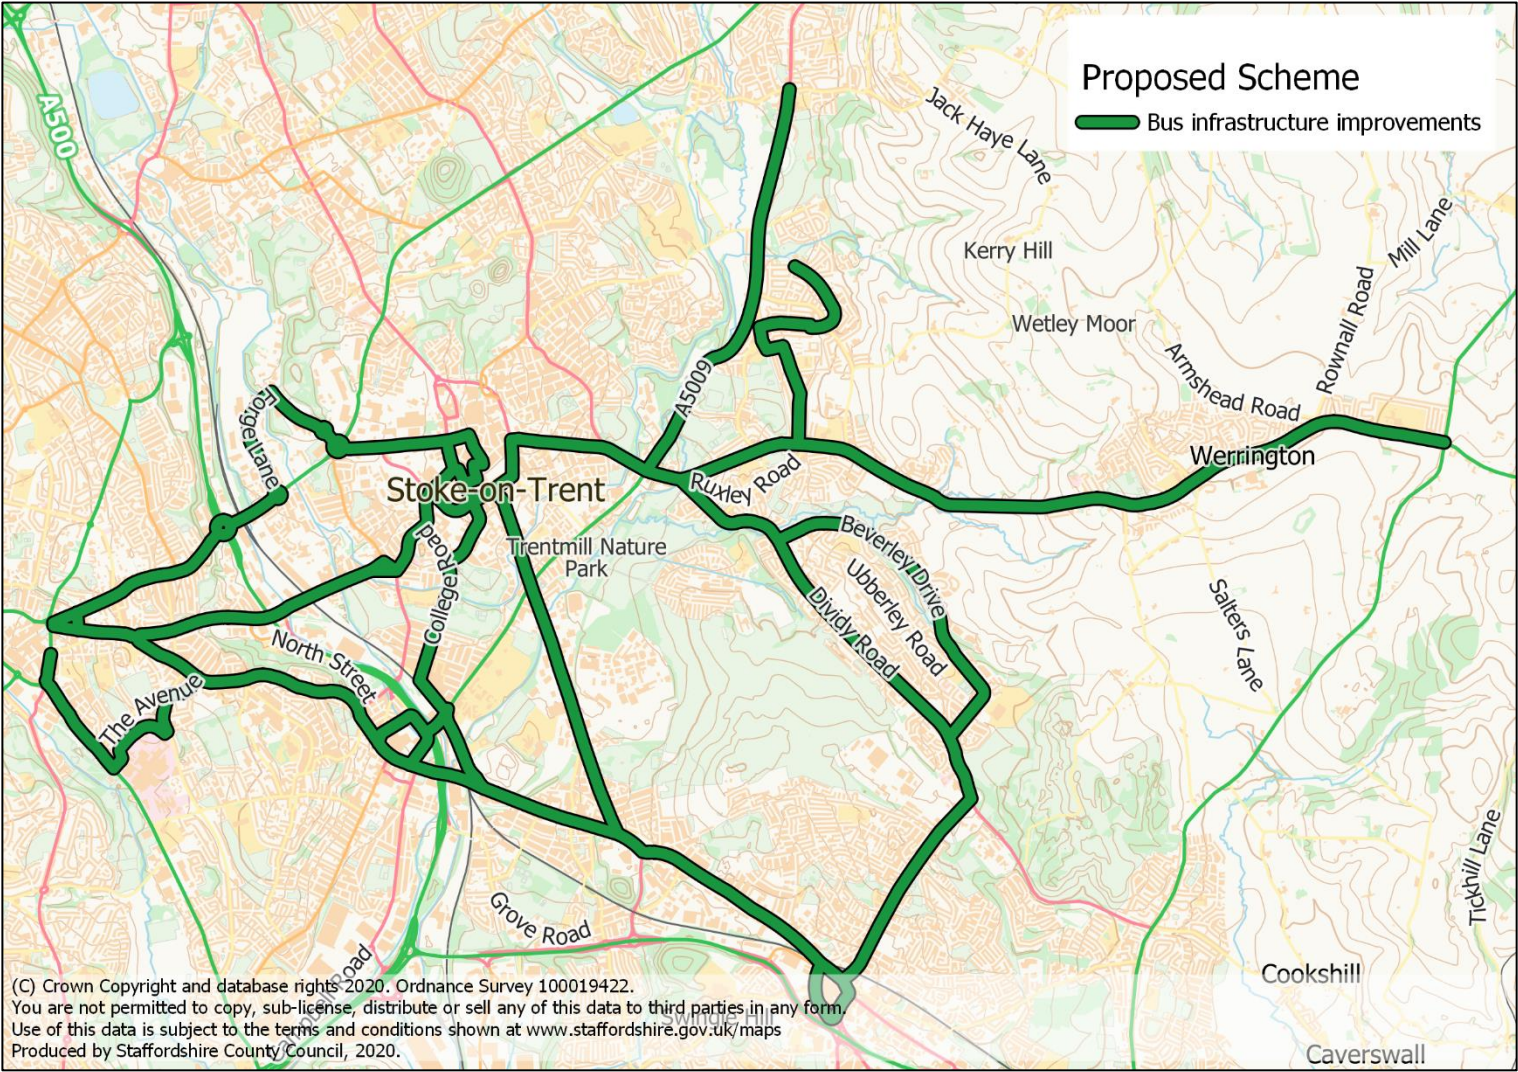 Proposed Scheme
Bus infrastructure improvements
A500
Jack Haye Lane
Mill Lane
Kerry Hill
Rownall Road
Wetley Moor
Armshead Road
A5009
Forge Lane
Werrington
Ruxley Road
Stoke-on-Trent
College Road
Trentmill Nature
Park
Beverley Drive
Ubberley Road
Dividy Road
Salters Lane
North Street
The Avenue
Tickhill Lane
Grove Road
Campbell Road
Cookshill
Swingle Hill
Caverswall
(C) Crown Copyright and database rights 2020. Ordnance Survey 100019422.
You are not permitted to copy, sub-license, distribute or sell any of this data to third parties in any form.
Use of this data is subject to the terms and conditions shown at www.staffordshire.gov.uk/maps
Produced by Staffordshire County Council, 2020.